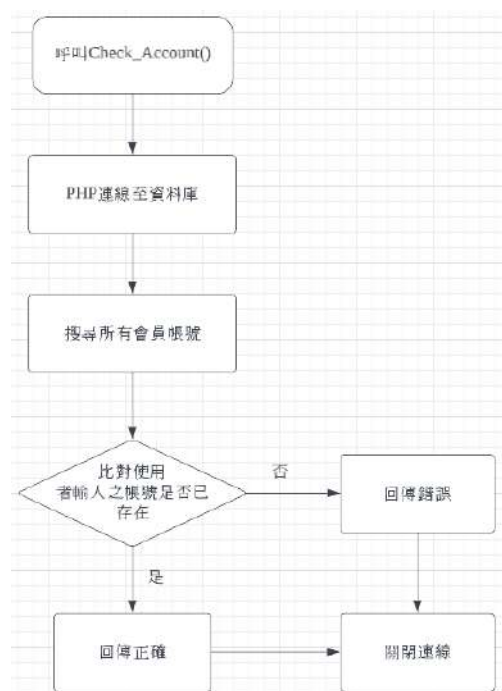 呼叫Check_Account()
PHP連線至資料庫
搜尋所有會員帳號
比對使用
者輸入之帳號是否已
存在
否
回傳錯誤
是
回傳正確
關閉連線